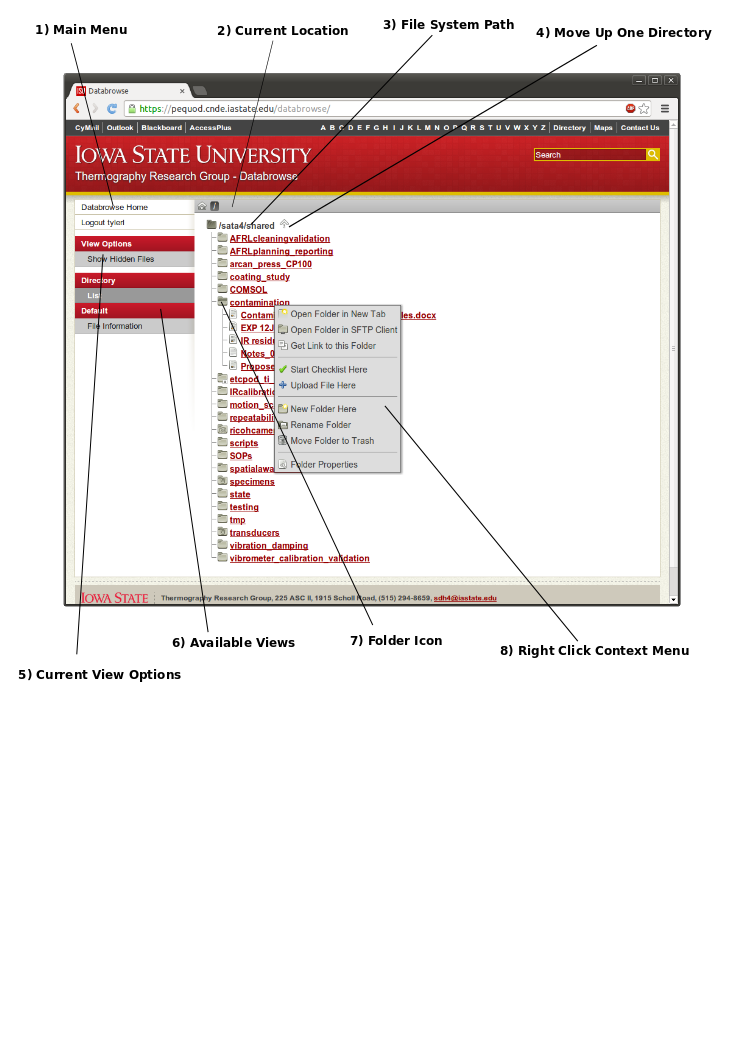 1) Main Menu
2) Current Location
3) File System Path
4) Move Up One Directory
Databrowse
https://pequod.cnde.iastate.edu/databrowse/
CyMail Outlook Blackboard AccessPlus A B C D E F G H I J K L M N O P Q R S T U V W X Y Z Directory Maps Contact Us
IOWA STATE UNIVERSITY
Search
Thermography Research Group - Databrowse
Databrowse Home
/
Logout tylerl
/sata4/shared
View Options
Show Hidden Files
Directory
List
Default
File Information
AFRLcleaningvalidation
AFRLplanning_reporting
arcan_press_CP100
coating_study
COMSOL
contamination
Contam les.docx
EXP 12J
IR resid
Notes_0
Propose
etcpod_ti_
IRcalibratio
motion_sc
repeatabili
ricohcame
scripts
SOPs
spatialawa
specimens
state
testing
tmp
transducers
vibration_damping
vibrometer_calibration_validation
Open Folder in New Tab
Open Folder in SFTP Client
Get Link to this Folder
Start Checklist Here
Upload File Here
New Folder Here
Rename Folder
Move Folder to Trash
Folder Properties
IOWA STATE Thermography Research Group, 225 ASC II, 1915 Scholl Road, (515) 294-8659, sdh4@iastate.edu
6) Available Views
7) Folder Icon
8) Right Click Context Menu
5) Current View Options